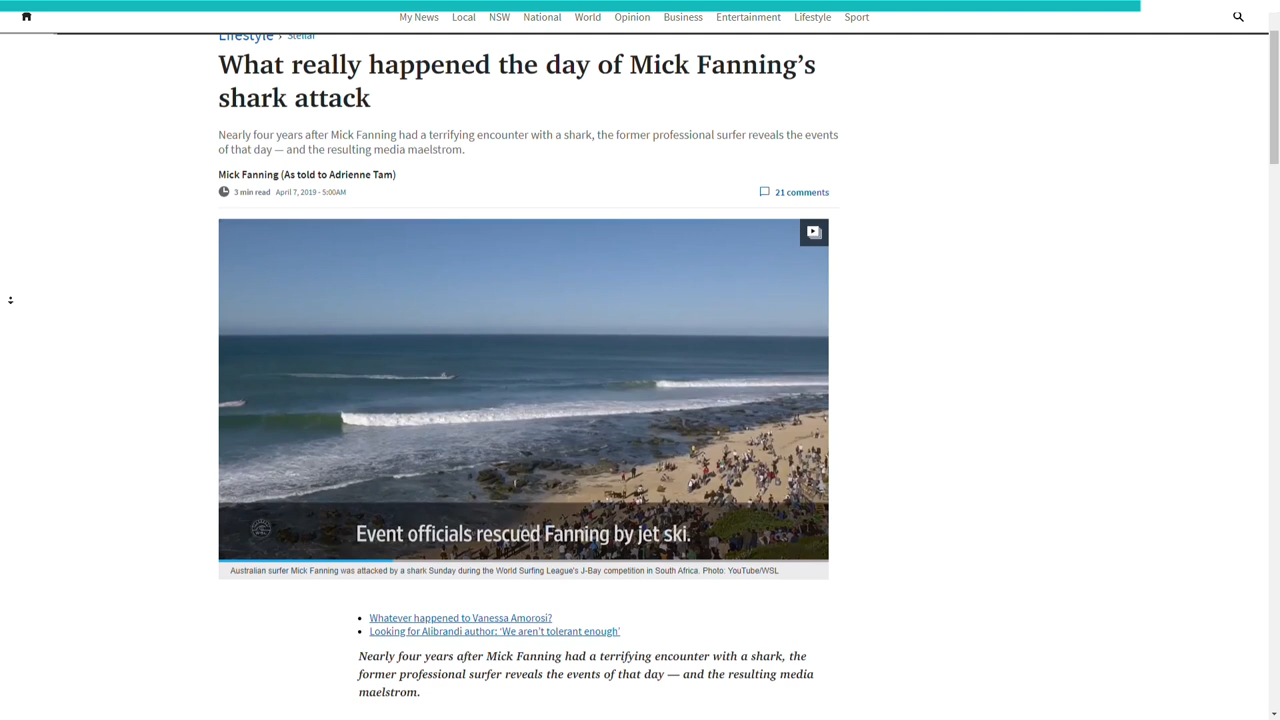 My News Local NSW National World Opinion Business Entertainment Lifestyle Sport
Lifestyle › Stellar
What really happened the day of Mick Fanning’s
shark attack
Nearly four years after Mick Fanning had a terrifying encounter with a shark, the former professional surfer reveals the events
of that day — and the resulting media maelstrom.
Mick Fanning (As told to Adrienne Tam)
3 min read April 7, 2019 - 5:00AM
21 comments
Event officials rescued Fanning by jet ski.
Australian surfer Mick Fanning was attacked by a shark Sunday during the World Surfing League's J-Bay competition in South Africa. Photo: YouTube/WSL
Whatever happened to Vanessa Amorosi?
Looking for Alibrandi author: ‘We aren’t tolerant enough’
Nearly four years after Mick Fanning had a terrifying encounter with a shark, the
former professional surfer reveals the events of that day — and the resulting media
maelstrom.